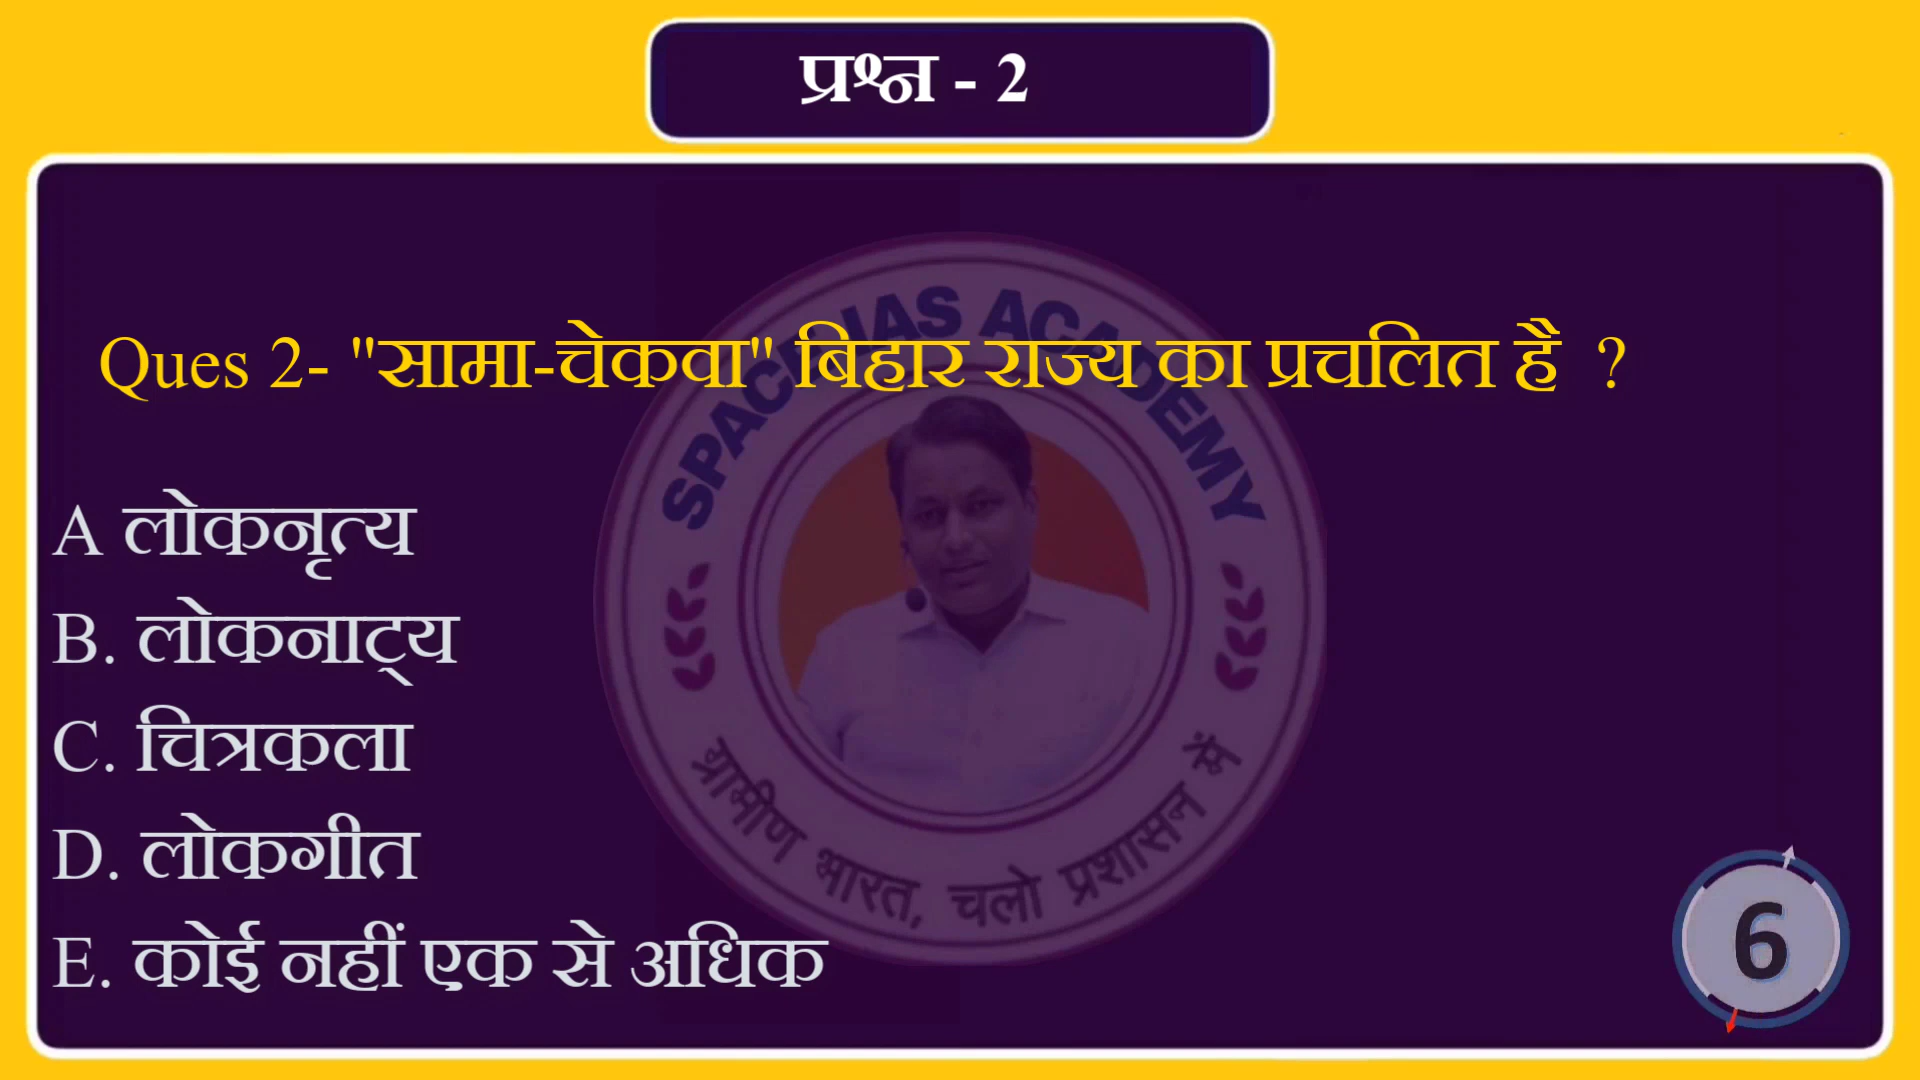 प्रश्न - 2
Ques 2- "सामा-चेकवा" बिहार राज्य का प्रचलित है ?
A लोकनृत्य
B. लोकनाट्य
C. चित्रकला
D. लोकगीत
E. कोई नहीं एक से अधिक
SPACE IAS ACADEMY
ग्रामीण भारत, चलो प्रशासन में
6